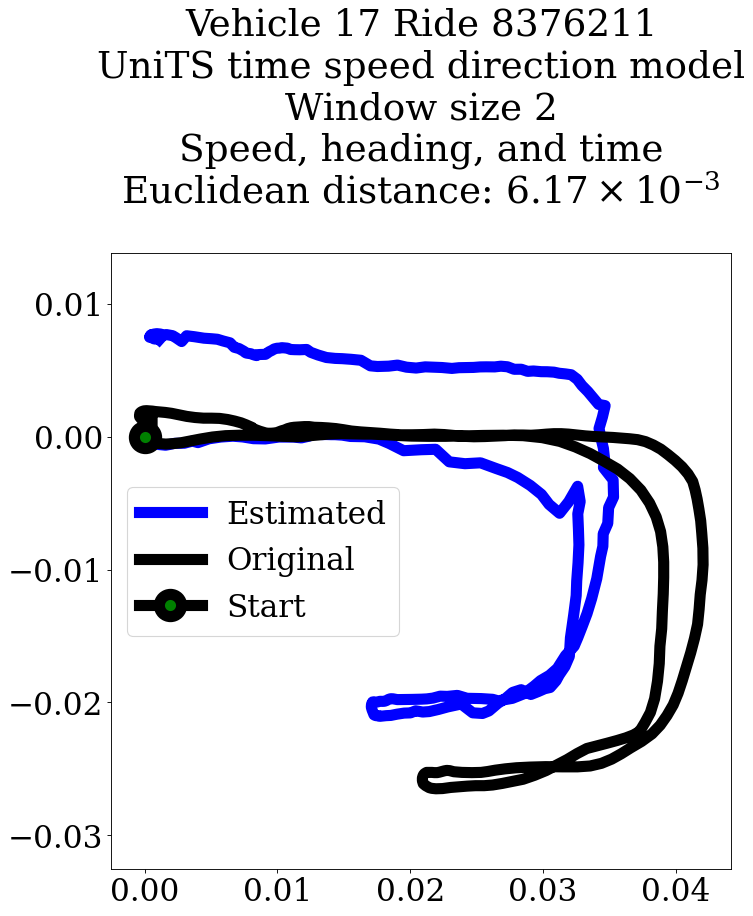 Vehicle 17 Ride 8376211
UniTS time speed direction model
Window size 2
Speed, heading, and time
Euclidean distance: 6.17 × 10⁻³
0.01
0.00
−0.01
−0.02
−0.03
Estimated
Original
Start
0.00 0.01 0.02 0.03 0.04